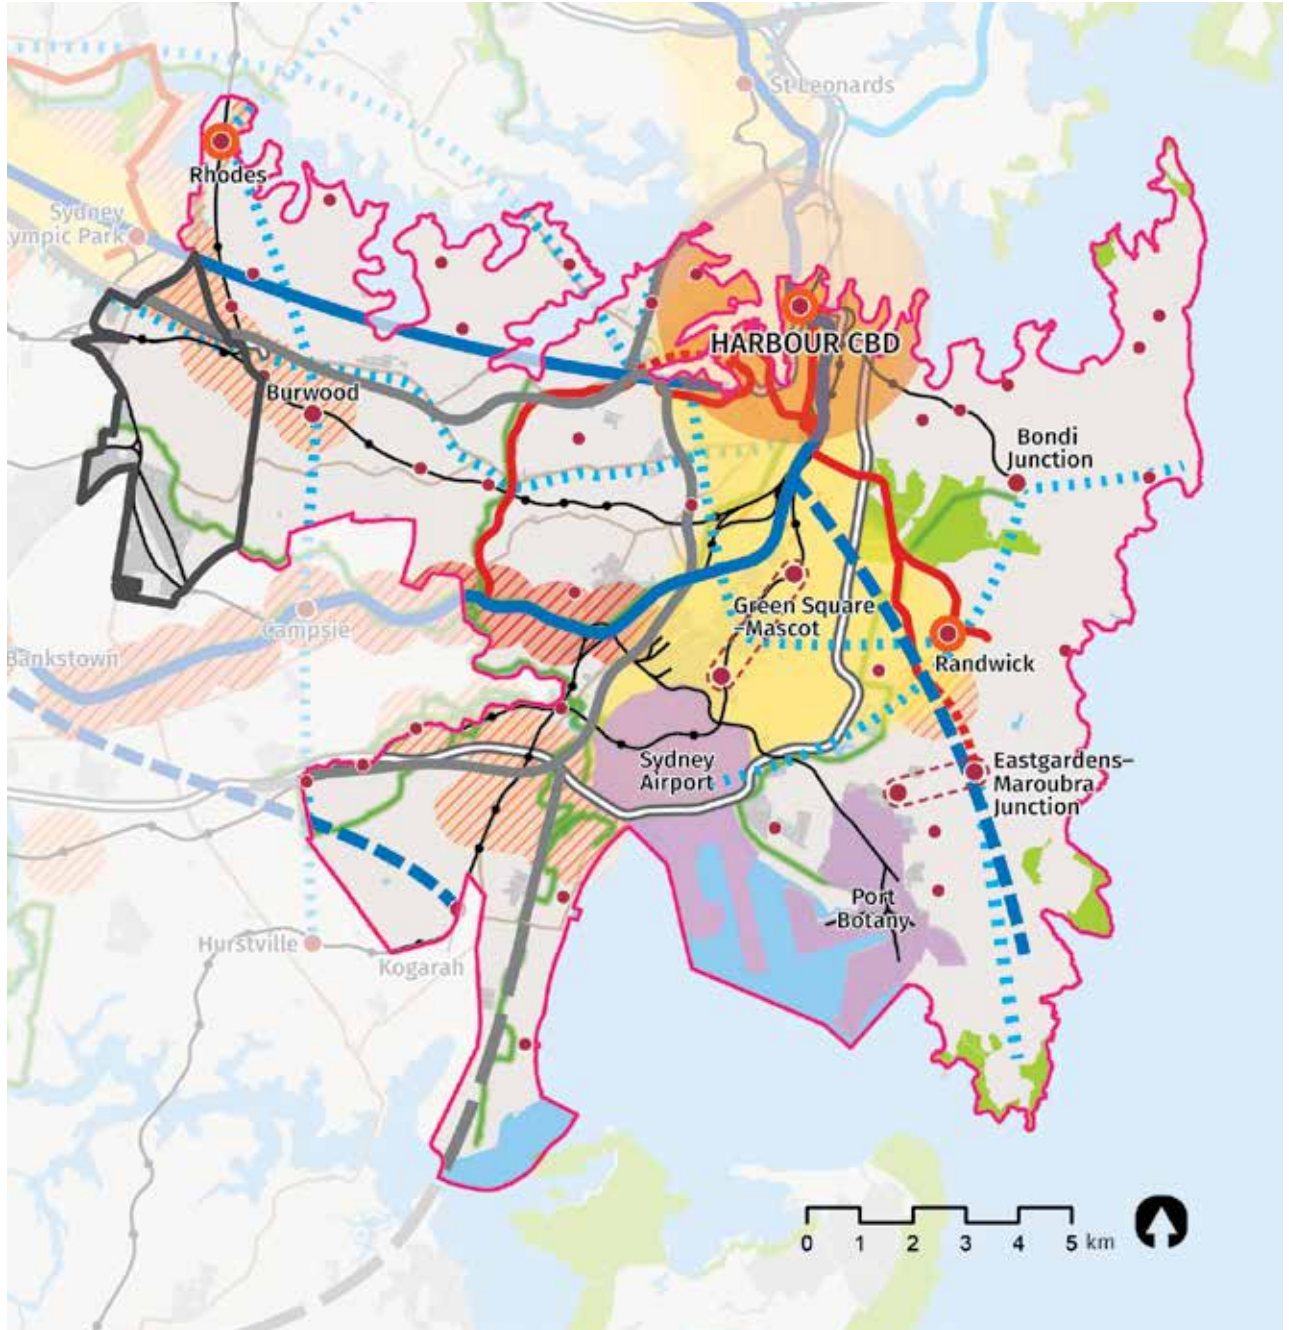 St Leonards
Rhodes
Sydney
ympic Park
HARBOUR CBD
Burwood
Bondi
Junction
Green Square
–Mascot
Campsie
Bankstown
Randwick
Sydney
Airport
Eastgardens–
Maroubra
Junction
Port
Botany
Hurstville
Kogarah
0 1 2 3 4 5 km